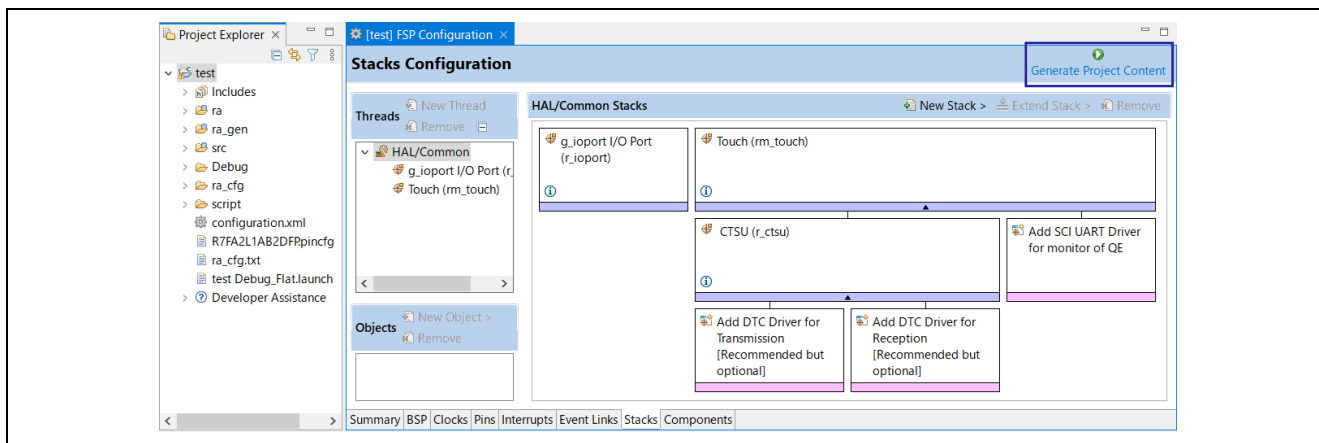 Project Explorer
test
Includes
ra
ra_gen
src
Debug
ra_cfg
script
configuration.xml
R7FA2L1AB2DFP.pincfg
ra_cfg.txt
test Debug_Flat.launch
Developer Assistance
[test] FSP Configuration
Stacks Configuration
Generate Project Content
Threads
New Thread
Remove
HAL/Common
g_ioport I/O Port (r_
Touch (rm_touch)
Objects
New Object >
Remove
HAL/Common Stacks
New Stack >
Extend Stack >
Remove
g_ioport I/O Port
(r_ioport)
Touch (rm_touch)
CTSU (r_ctsu)
Add SCI UART Driver
for monitor of QE
Add DTC Driver for
Transmission
[Recommended but
optional]
Add DTC Driver for
Reception
[Recommended but
optional]
Summary BSP Clocks Pins Interrupts Event Links Stacks Components